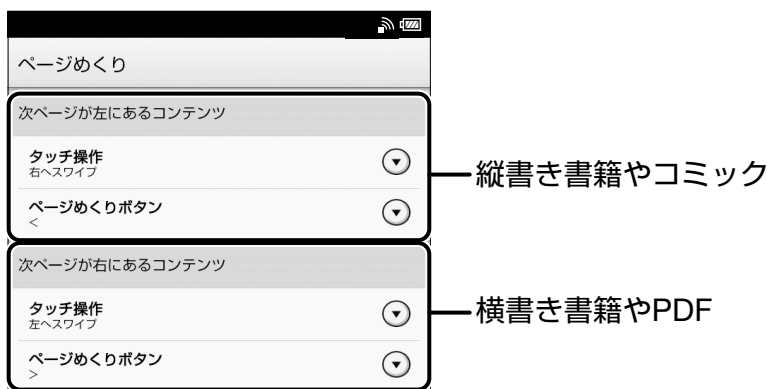 ページめくり
次ページが左にあるコンテンツ
タッチ操作
右へスワイプ
ページめくりボタン
<
縦書き書籍やコミック
次ページが右にあるコンテンツ
タッチ操作
左へスワイプ
ページめくりボタン
>
横書き書籍やPDF